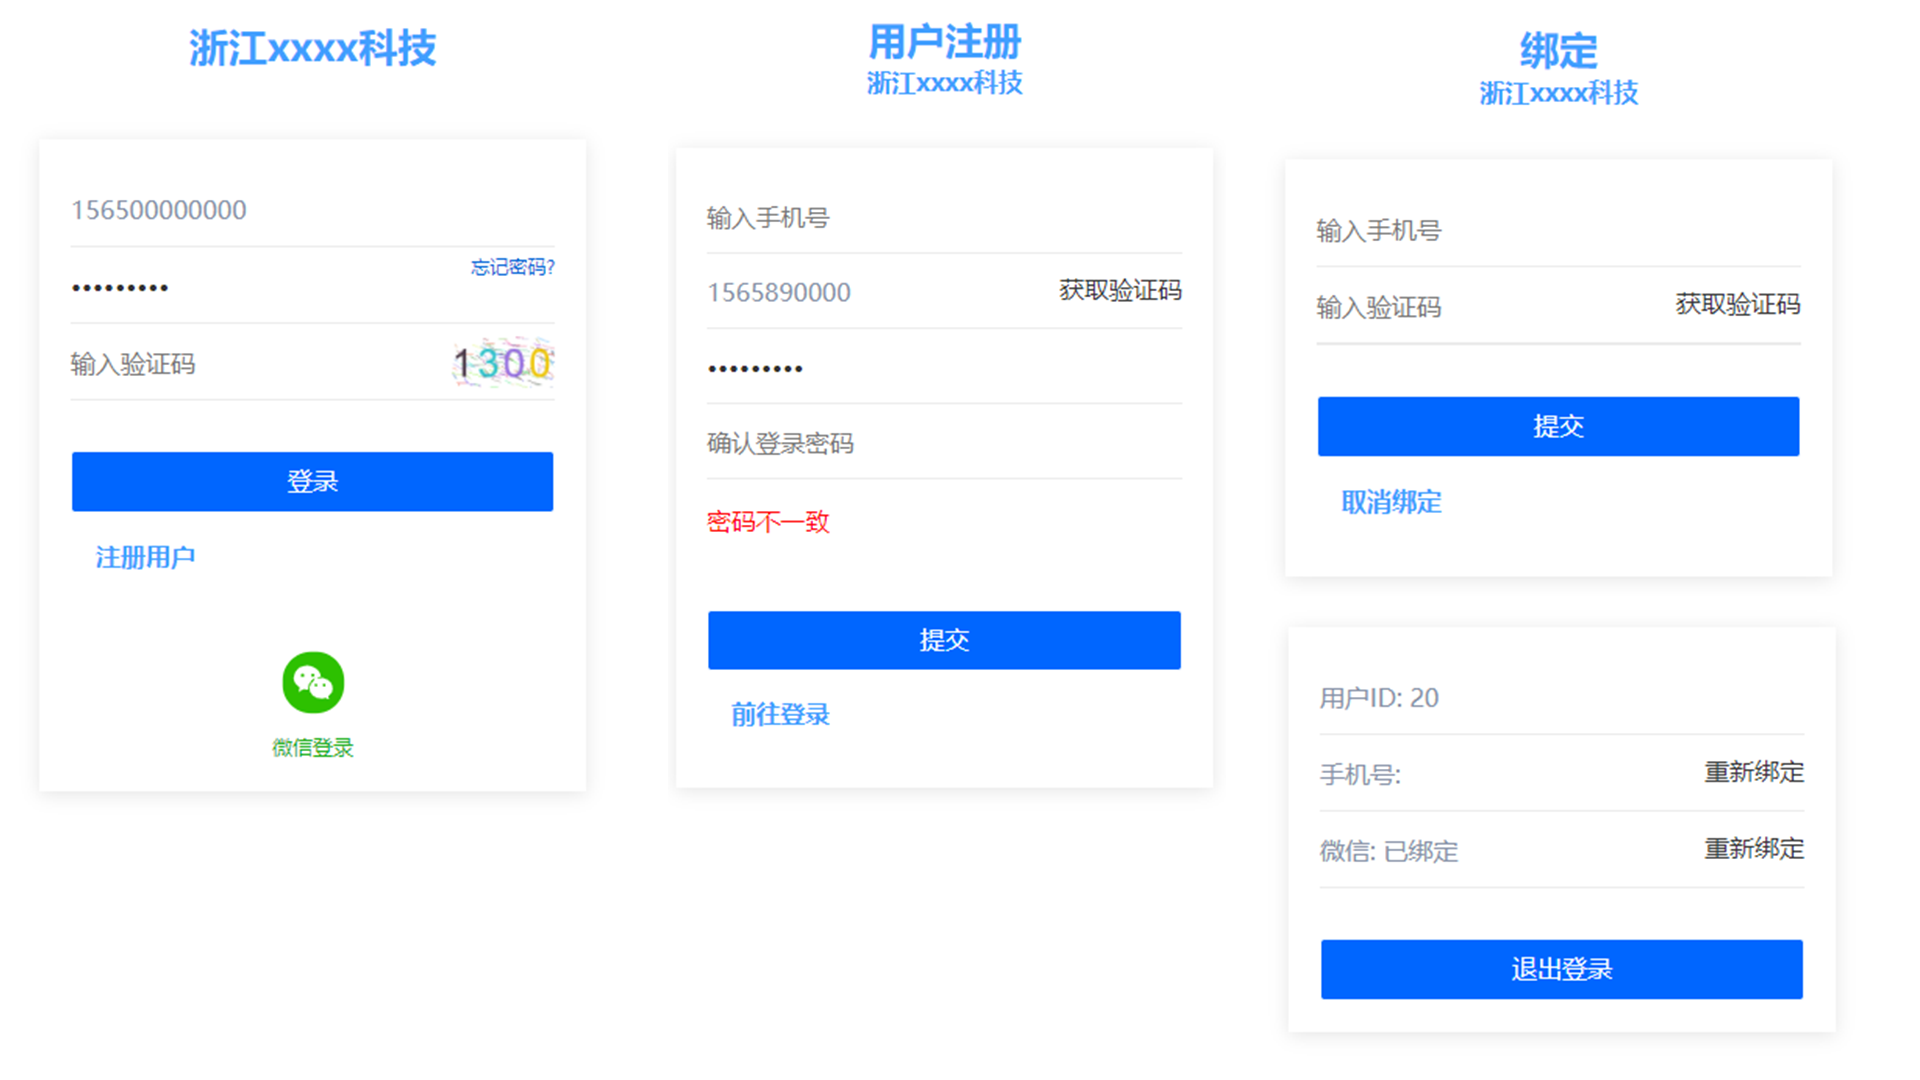 浙江xxxx科技
156500000000
忘记密码?
•••••••••
输入验证码
1300
登录
注册用户
微信登录
用户注册
浙江xxxx科技
输入手机号
1565890000
获取验证码
•••••••••
确认登录密码
密码不一致
提交
前往登录
绑定
浙江xxxx科技
输入手机号
输入验证码
获取验证码
提交
取消绑定
用户ID: 20
手机号:
重新绑定
微信: 已绑定
重新绑定
退出登录